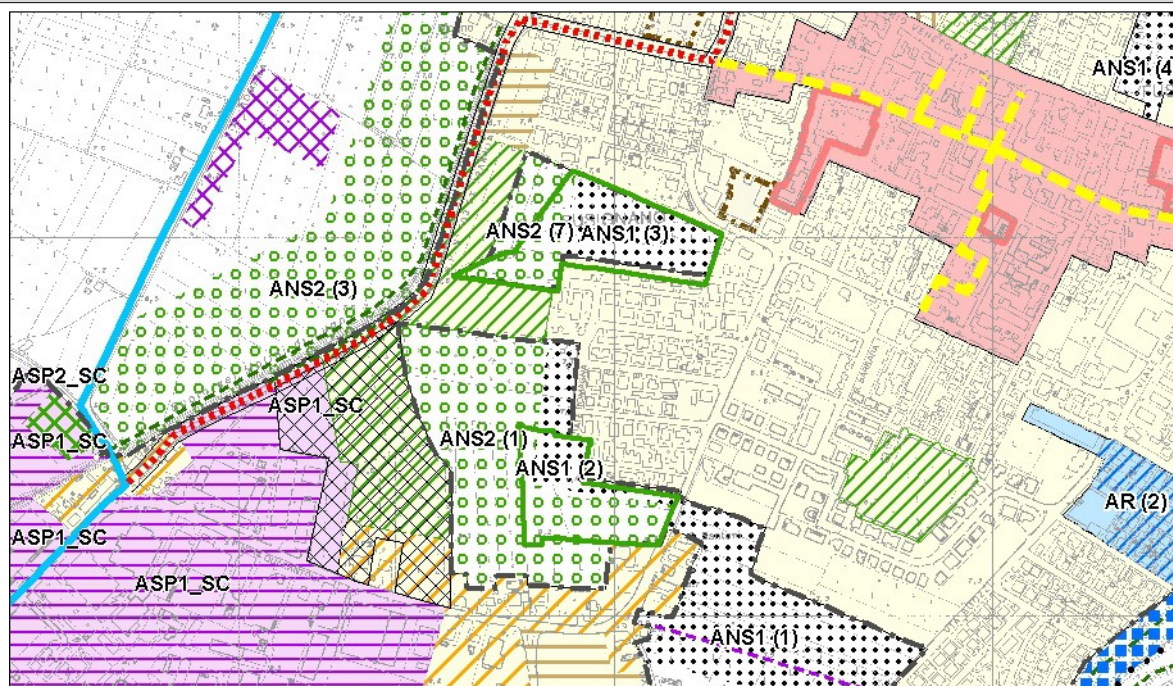 ANS1 (4
ANS2 (7)
ANS1 (3)
ANS2 (3)
ASP2_SC
ASP1_SC
ASP1_SC
ANS2 (1)
ANS1 (2)
AR (2)
ASP1_SC
ASP1_SC
ANS1 (1)